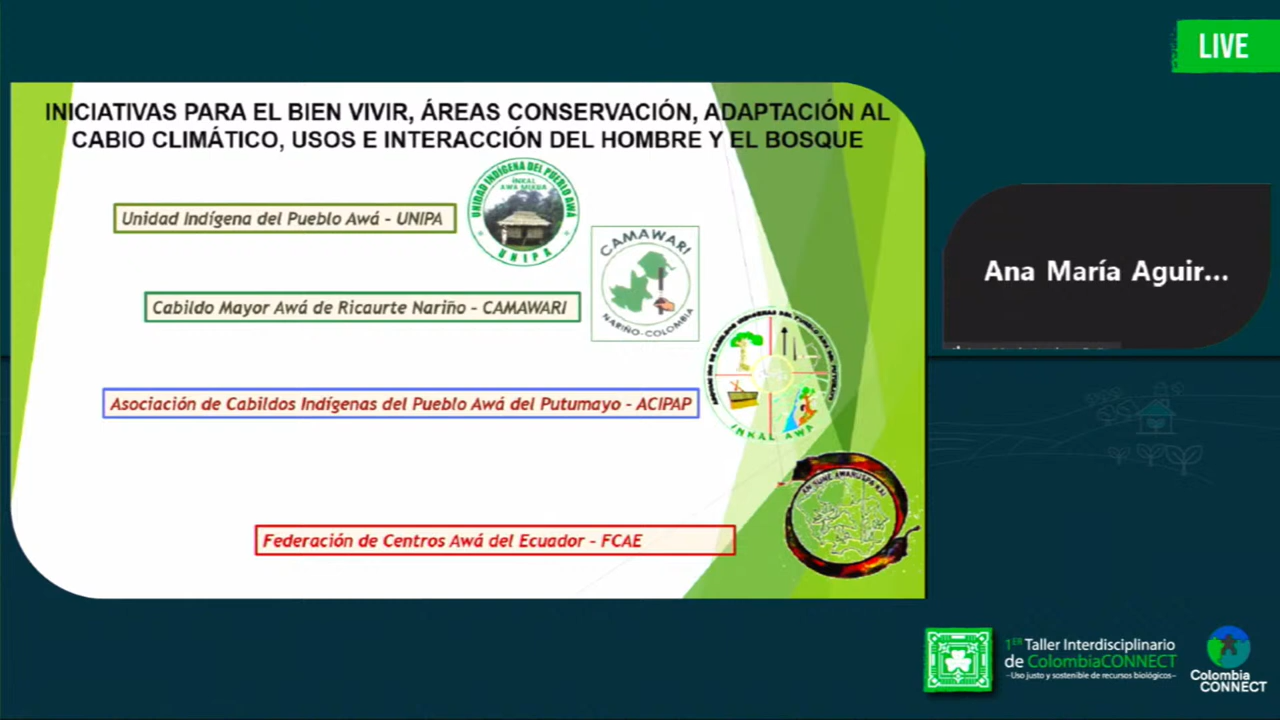 LIVE
INICIATIVAS PARA EL BIEN VIVIR, ÁREAS CONSERVACIÓN, ADAPTACIÓN AL
CABIO CLIMÁTICO, USOS E INTERACCIÓN DEL HOMBRE Y EL BOSQUE
Unidad Indígena del Pueblo Awá - UNIPA
UNIDAD INDÍGENA DEL PUEBLO AWÁ
INKAL
AWA
UNIPA
Cabildo Mayor Awá de Ricaurte Nariño - CAMAWARI
CAMAWARI
NARIÑO-COLOMBIA
Ana María Aguir...
Asociación de Cabildos Indígenas del Pueblo Awá del Putumayo - ACIPAP
INKAL AWA
Federación de Centros Awá del Ecuador - FCAE
1ER Taller Interdisciplinario
de ColombiaCONNECT
-Uso justo y sostenible de recursos biológicos-
Colombia
CONNECT